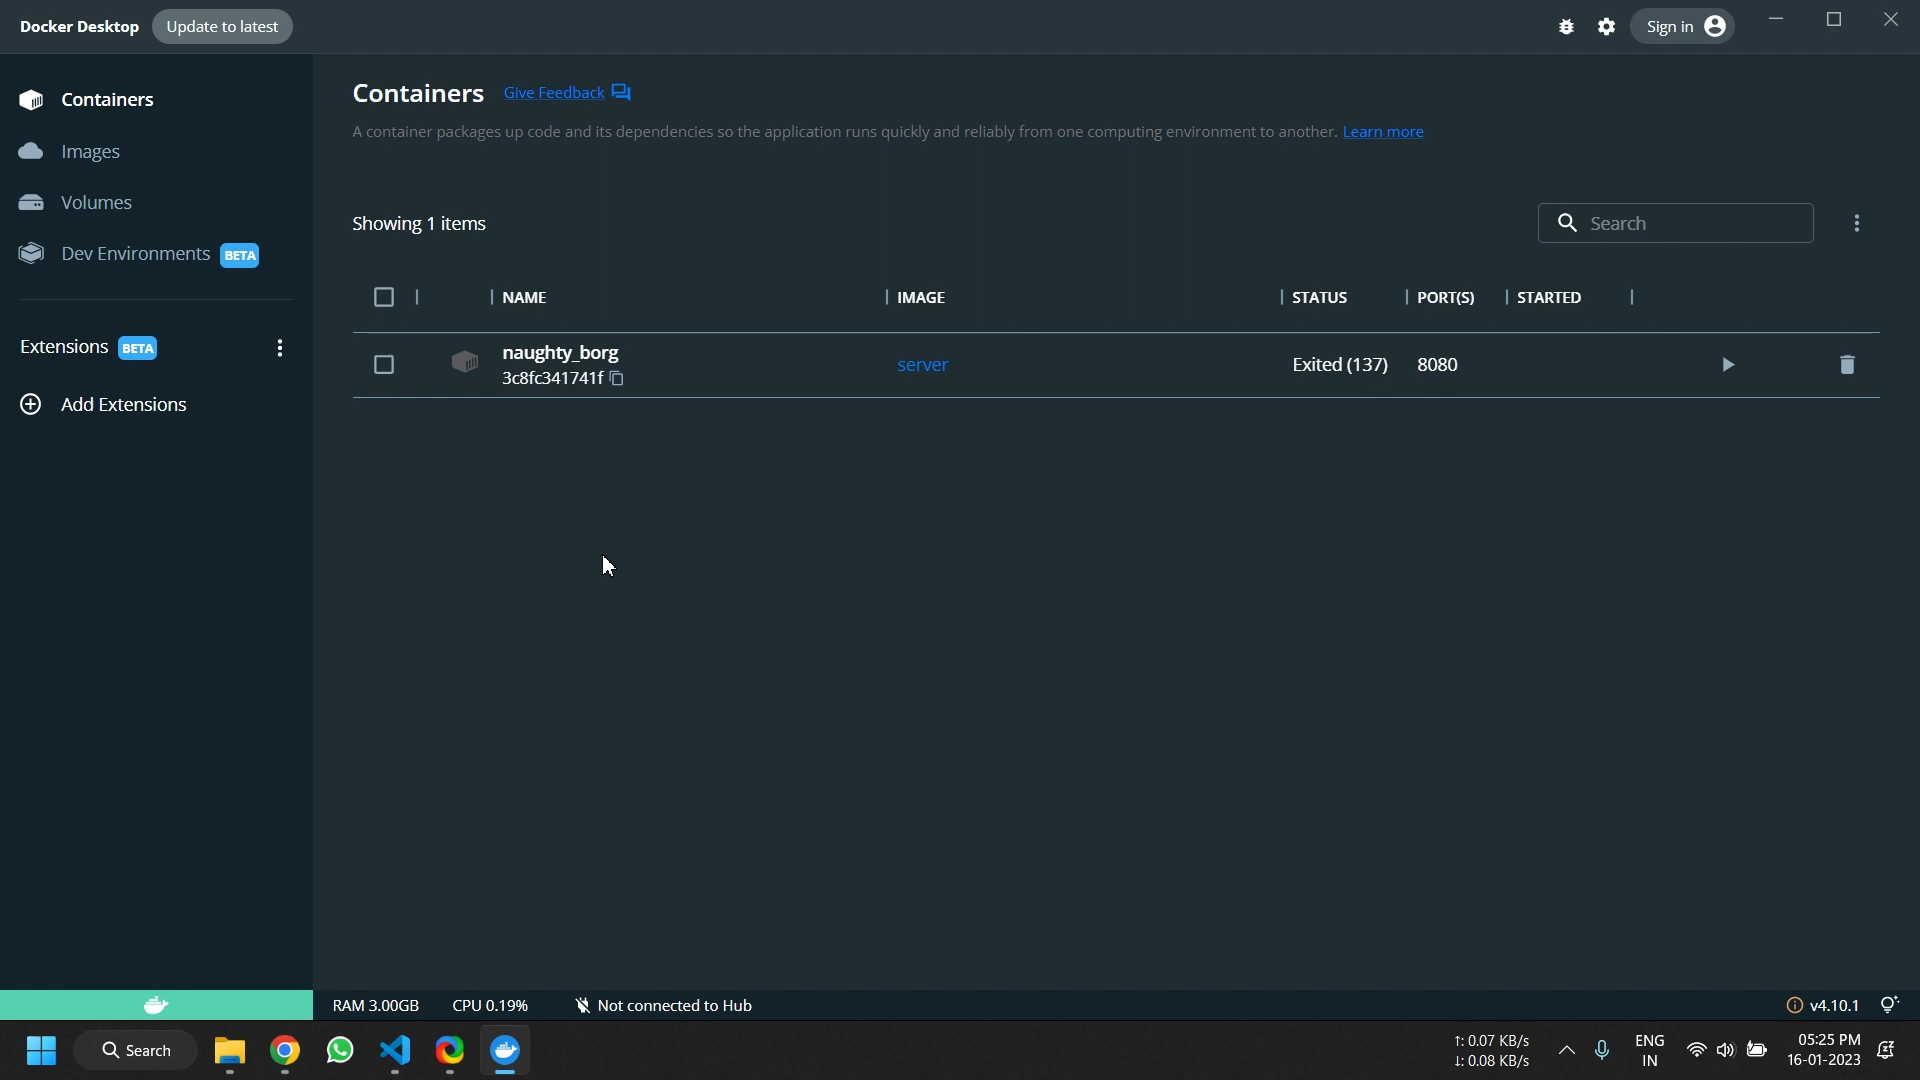 Docker Desktop Update to latest Sign in
Containers
Images
Volumes
Dev Environments BETA
Extensions BETA
Add Extensions
Containers Give Feedback
A container packages up code and its dependencies so the application runs quickly and reliably from one computing environment to another. Learn more
Showing 1 items Search
NAME IMAGE STATUS PORT(S) STARTED
naughty_borg server Exited (137) 8080
3c8fc341741f
RAM 3.00GB CPU 0.19% Not connected to Hub v4.10.1
Search
↑: 0.07 KB/s
↓: 0.08 KB/s
ENG
IN
05:25 PM
16-01-2023